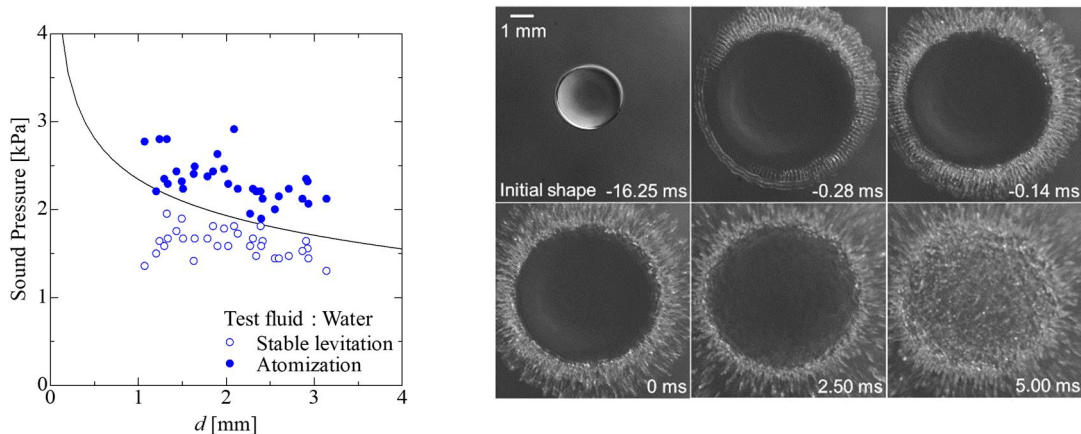 4
3
2
1
0
1
2
3
4
Sound Pressure [kPa]
d [mm]
Test fluid : Water
Stable levitation
Atomization
1 mm
Initial shape -16.25 ms
-0.28 ms
-0.14 ms
0 ms
2.50 ms
5.00 ms